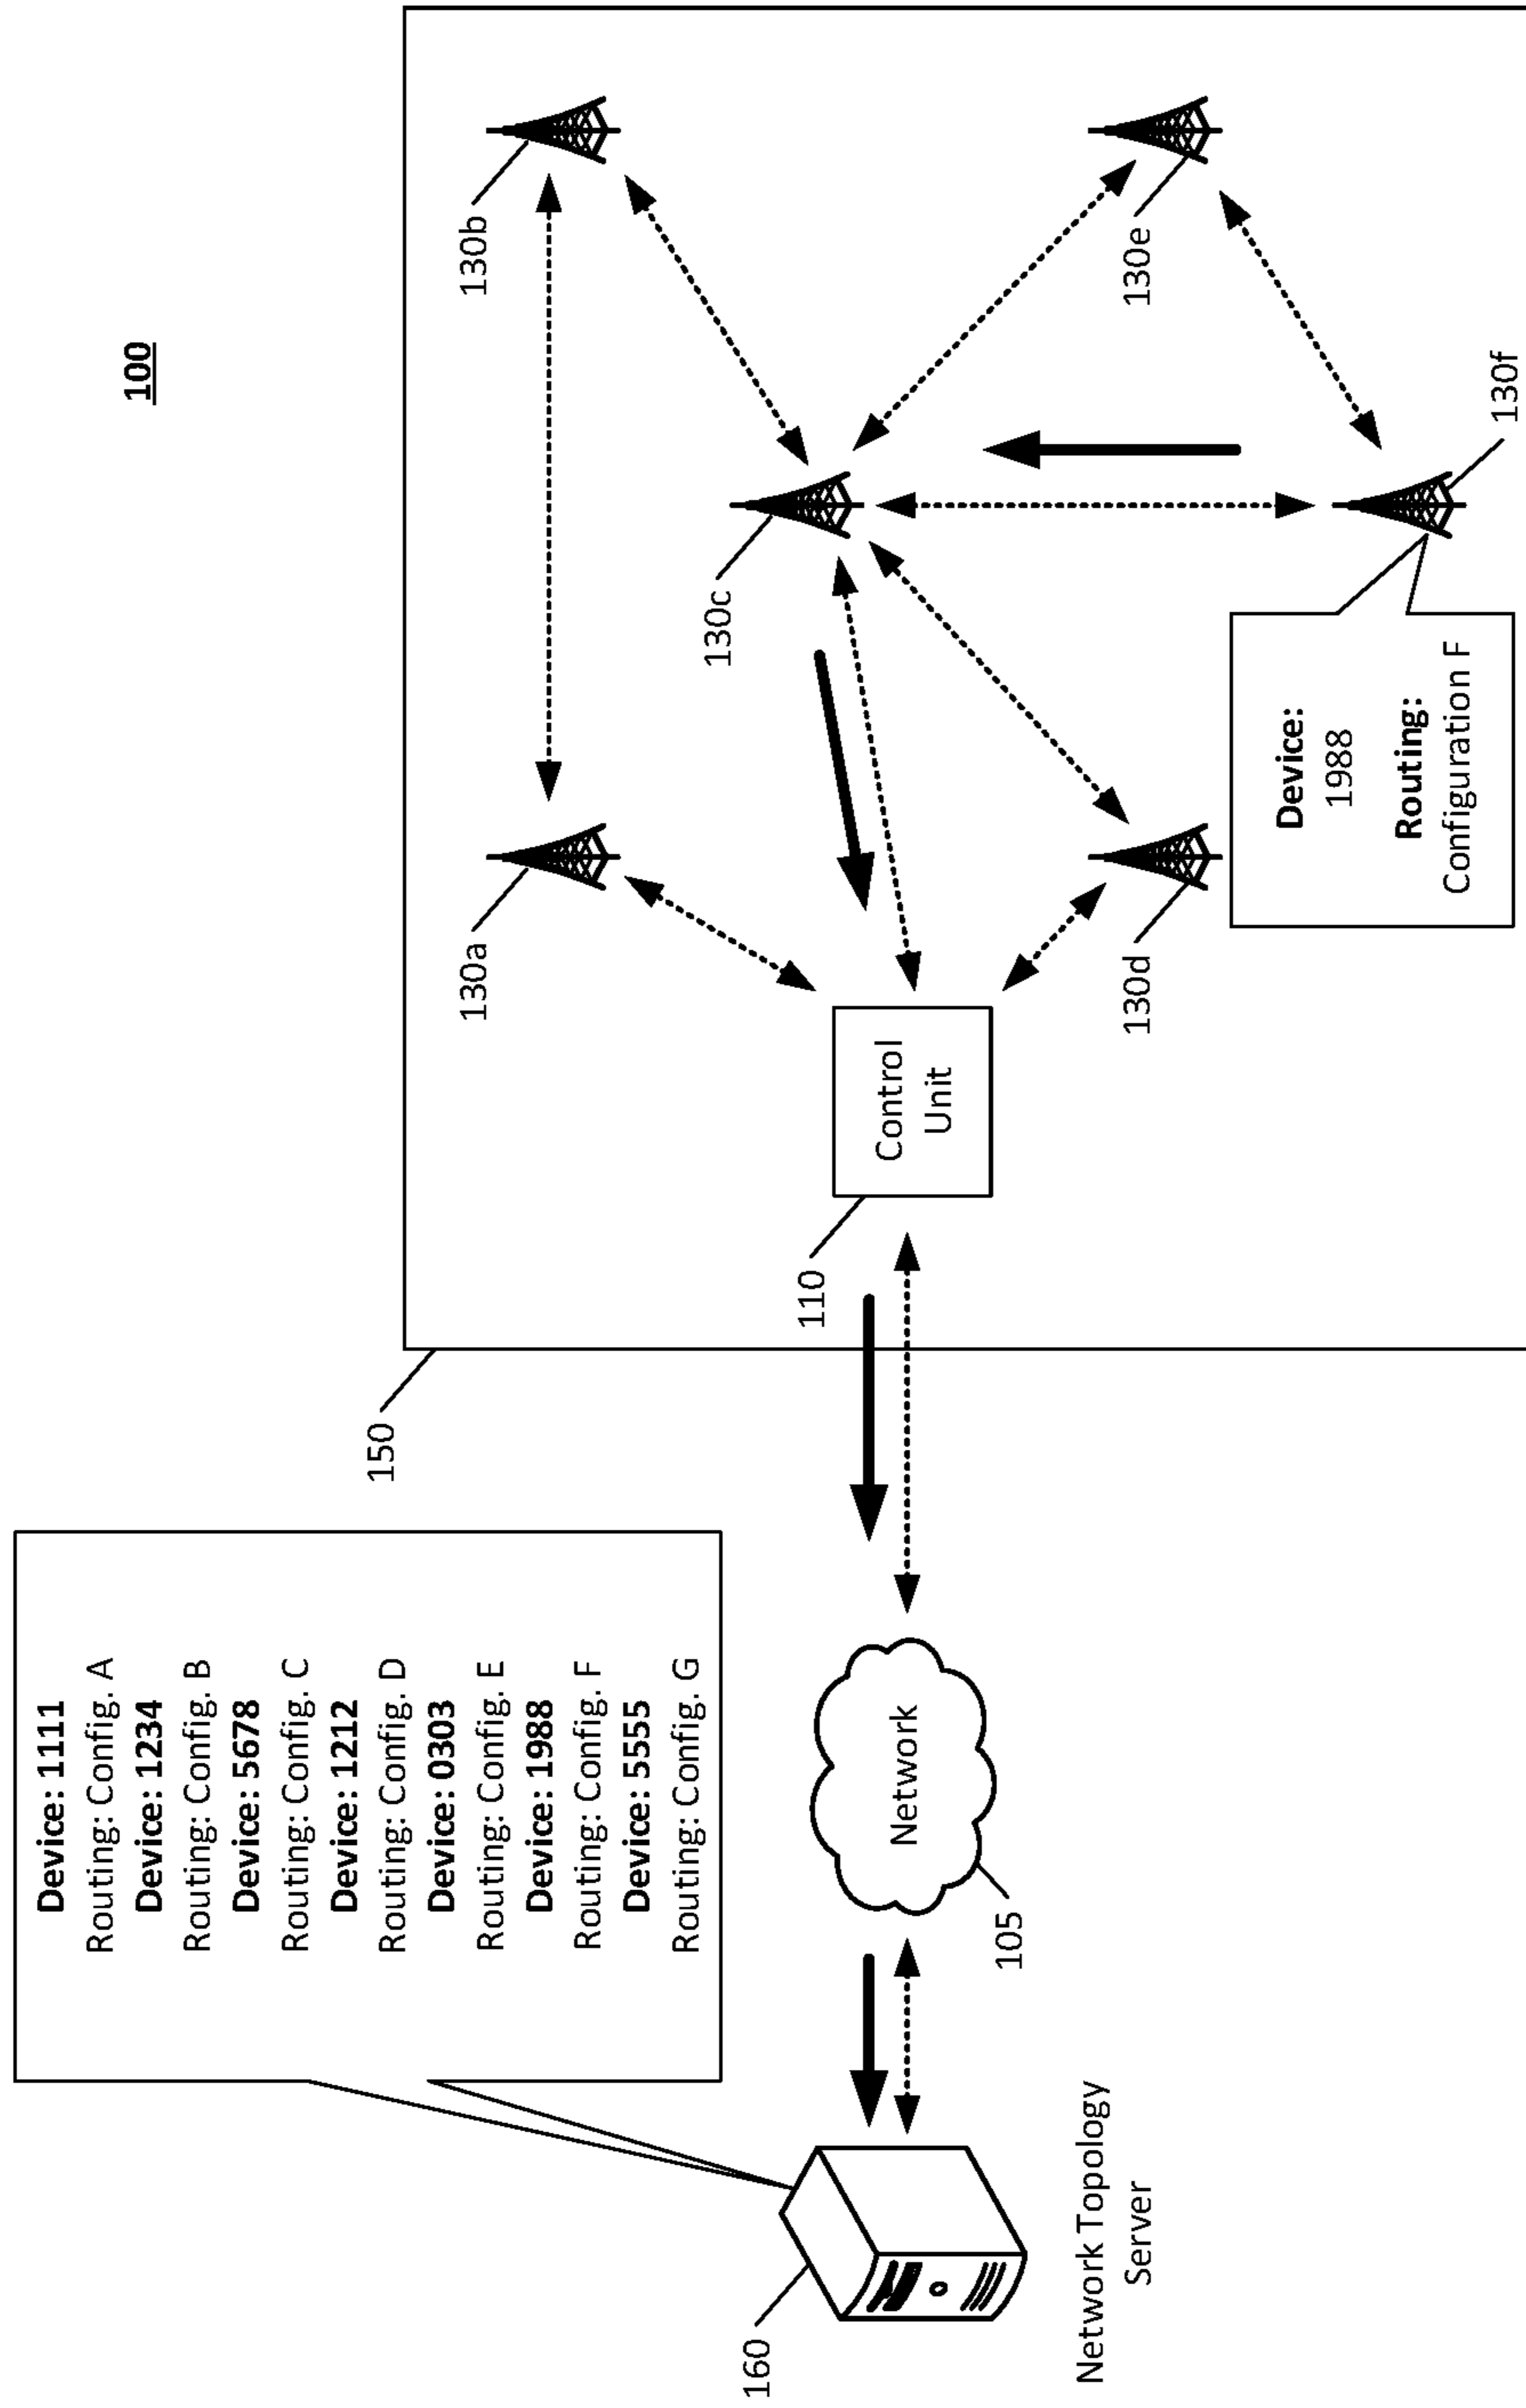 100
Device: 1111
Routing: Config. A
Device: 1234
Routing: Config. B
Device: 5678
Routing: Config. C
Device: 1212
Routing: Config. D
Device: 0303
Routing: Config. E
Device: 1988
Routing: Config. F
Device: 5555
Routing: Config. G
150
130a
130b
130c
110
Control
Unit
160
Network
105
Network Topology
Server
130d
130e
Device:
1988
Routing:
Configuration F
130f